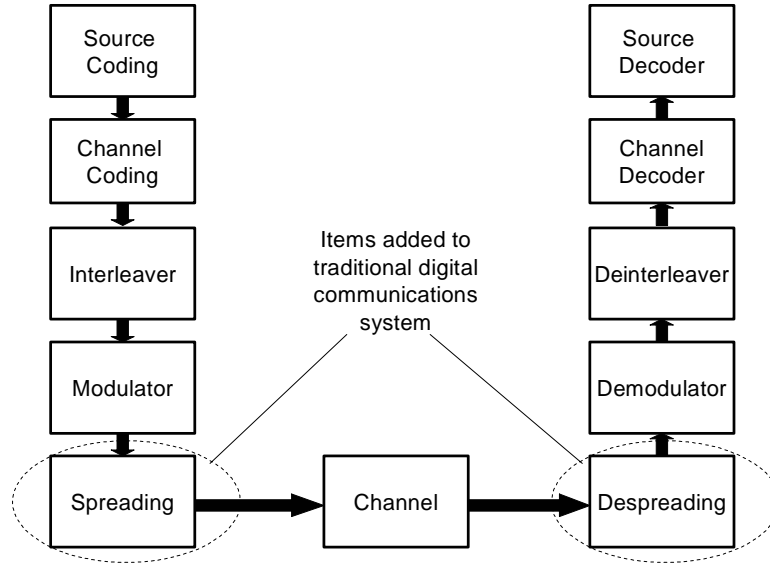 Source
Coding
Channel
Coding
Interleaver
Modulator
Spreading
Items added to
traditional digital
communications
system
Channel
Source
Decoder
Channel
Decoder
Deinterleaver
Demodulator
Despreading